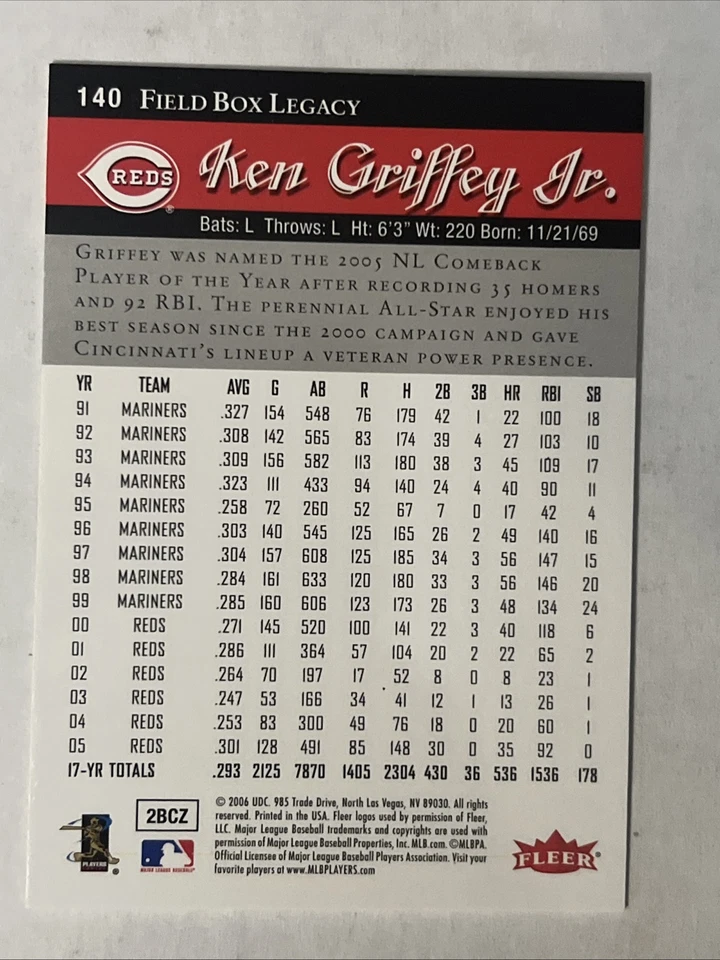 140 FIELD BOX LEGACY
REDS Ken Griffey Jr.
Bats: L Throws: L Ht: 6'3" Wt: 220 Born: 11/21/69
GRIFFEY WAS NAMED THE 2005 NL COMEBACK
PLAYER OF THE YEAR AFTER RECORDING 35 HOMERS
AND 92 RBI. THE PERENNIAL ALL-STAR ENJOYED HIS
BEST SEASON SINCE THE 2000 CAMPAIGN AND GAVE
CINCINNATI'S LINEUP A VETERAN POWER PRESENCE.
YR TEAM AVG G AB R H 2B 3B HR RBI SB
91 MARINERS .327 154 548 76 179 42 1 22 100 18
92 MARINERS .308 142 565 83 174 39 4 27 103 10
93 MARINERS .309 156 582 113 180 38 3 45 109 17
94 MARINERS .323 111 433 94 140 24 4 40 90 11
95 MARINERS .258 72 260 52 67 7 0 17 42 4
96 MARINERS .303 140 545 125 165 26 2 49 140 16
97 MARINERS .304 157 608 125 185 34 3 56 147 15
98 MARINERS .284 161 633 120 180 33 3 56 146 20
99 MARINERS .285 160 606 123 173 26 3 48 134 24
00 REDS .271 145 520 100 141 22 3 40 118 6
01 REDS .286 111 364 57 104 20 2 22 65 2
02 REDS .264 70 197 17 52 8 0 8 23 1
03 REDS .247 53 166 34 41 12 1 13 26 1
04 REDS .253 83 300 49 76 18 0 20 60 1
05 REDS .301 128 491 85 148 30 0 35 92 0
17-YR TOTALS .293 2125 7870 1405 2304 430 36 536 1536 178
PLAYERS
2BCZ
MAJOR LEAGUE BASEBALL
© 2006 UDC. 985 Trade Drive, North Las Vegas, NV 89030. All rights
reserved. Printed in the USA. Fleer logos used by permission of Fleer,
LLC. Major League Baseball trademarks and copyrights are used with
permission of Major League Baseball Properties, Inc. MLB.com. ©MLBPA.
Official Licensee of Major League Baseball Players Association. Visit your
favorite players at www.MLBPLAYERS.com.
FLEER